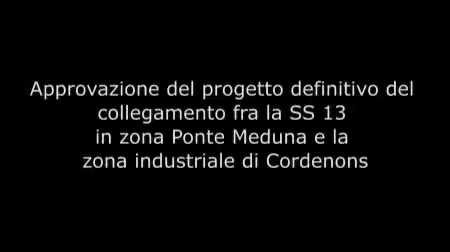 Approvazione del progetto definitivo del
collegamento fra la SS 13
in zona Ponte Meduna e la
zona industriale di Cordenons